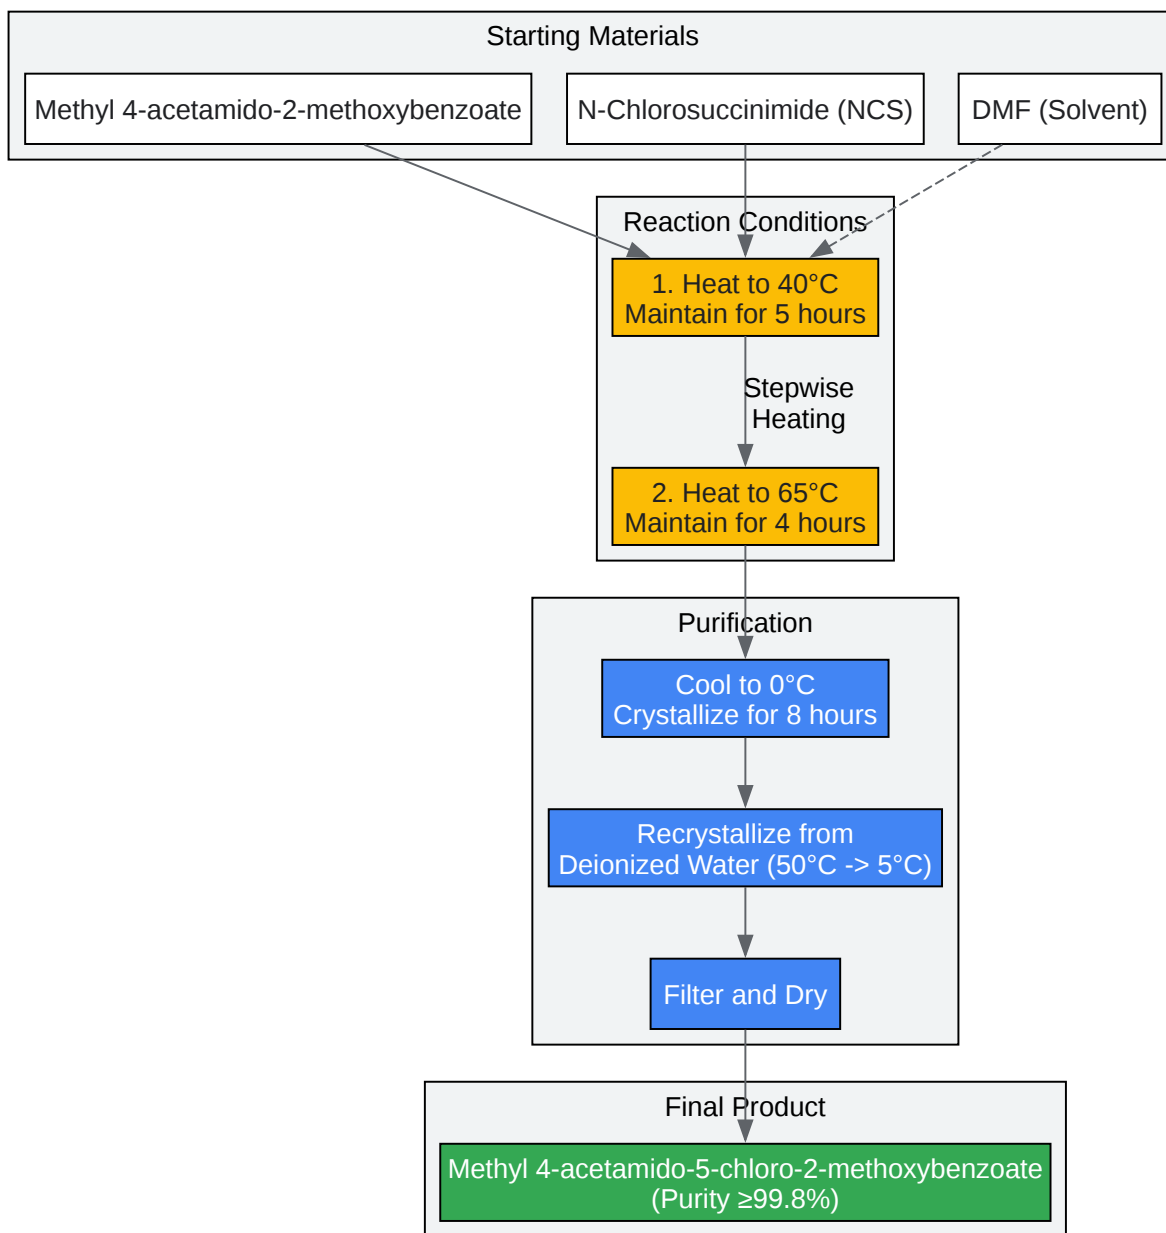 Starting Materials
Methyl 4-acetamido-2-methoxybenzoate
N-Chlorosuccinimide (NCS)
DMF (Solvent)
Reaction Conditions
1. Heat to 40°C
Maintain for 5 hours
Stepwise
Heating
2. Heat to 65°C
Maintain for 4 hours
Purification
Cool to 0°C
Crystallize for 8 hours
Recrystallize from
Deionized Water (50°C -> 5°C)
Filter and Dry
Final Product
Methyl 4-acetamido-5-chloro-2-methoxybenzoate
(Purity ≥99.8%)